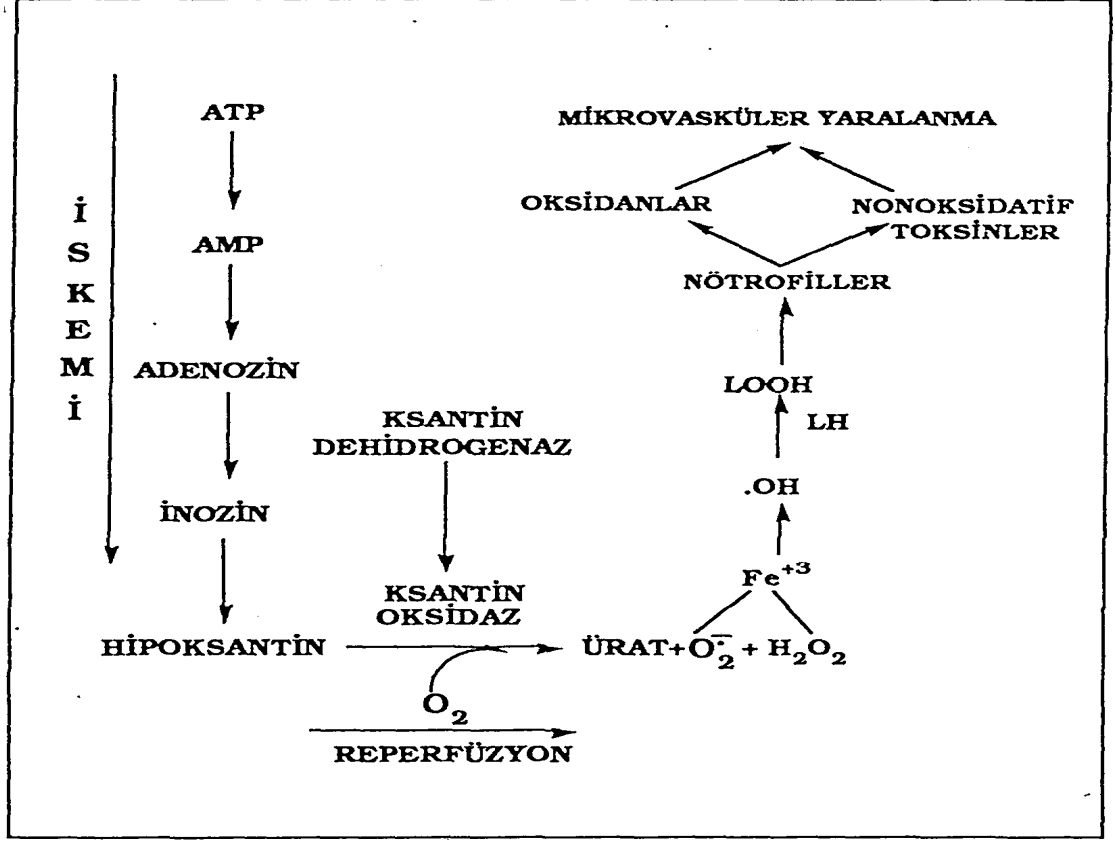 İSKEMİ
ATP
AMP
ADENOZİN
İNOZİN
HİPOKSANTİN
KSANTİN
DEHİDROGENAZ
KSANTİN
OKSİDAZ
O₂
REPERFÜZYON
ÜRAT+O₂⁻̇ + H₂O₂
Fe⁺³
.OH
LH
LOOH
NÖTROFİLLER
OKSİDANLAR
NONOKSİDATİF
TOKSİNLER
MİKROVASKÜLER YARALANMA